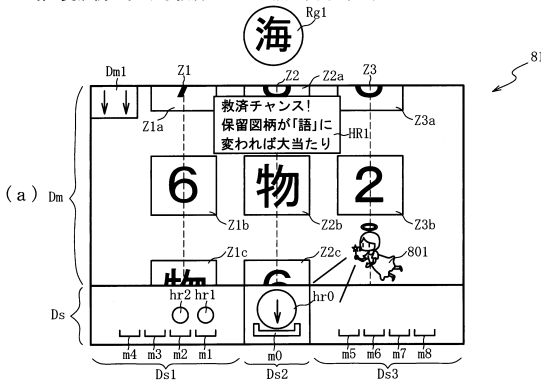 海
Rg1
81
Dm1
Z1
Z2
Z2a
Z3
Z1a
Z3a
救済チャンス!
保留図柄が「語」に
変われば大当たり
HR1
(a)
Dm
6
物
2
Z1b
Z2b
Z3b
Z1c
Z2c
801
物
6
hr2
hr1
hr0
Ds
m4
m3
m2
m1
m0
m5
m6
m7
m8
Ds1
Ds2
Ds3